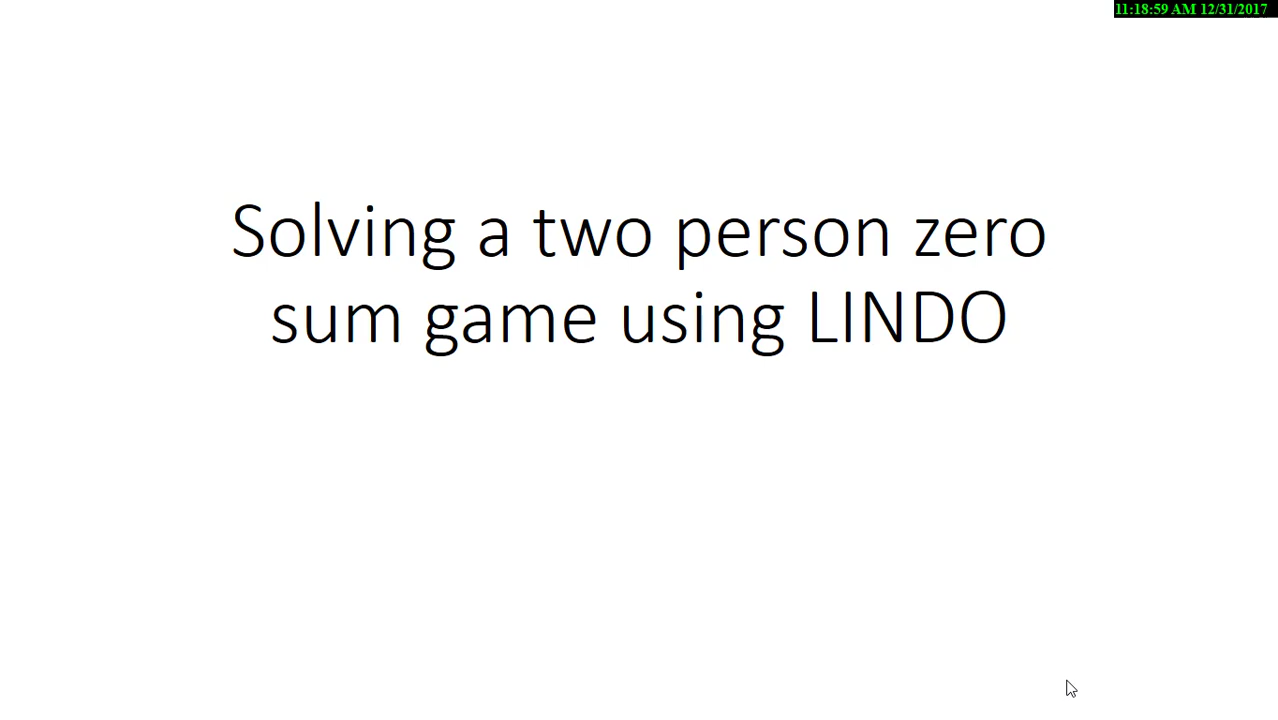 11:18:59 AM 12/31/2017
Solving a two person zero
sum game using LINDO